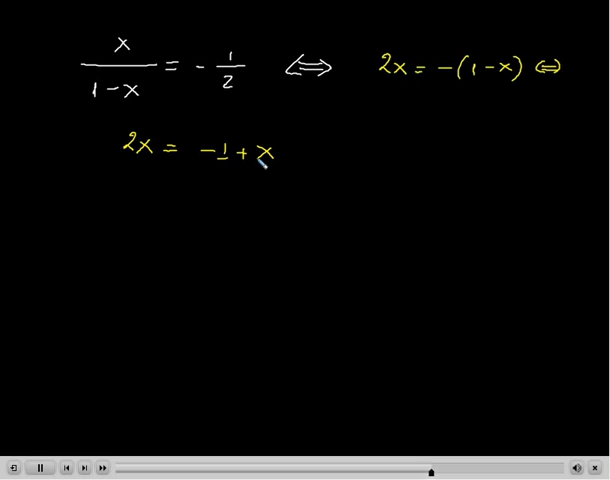 x/(1-x) = - 1/2 ⟺ 2x = -(1-x) ⟺
2x = -1 + x